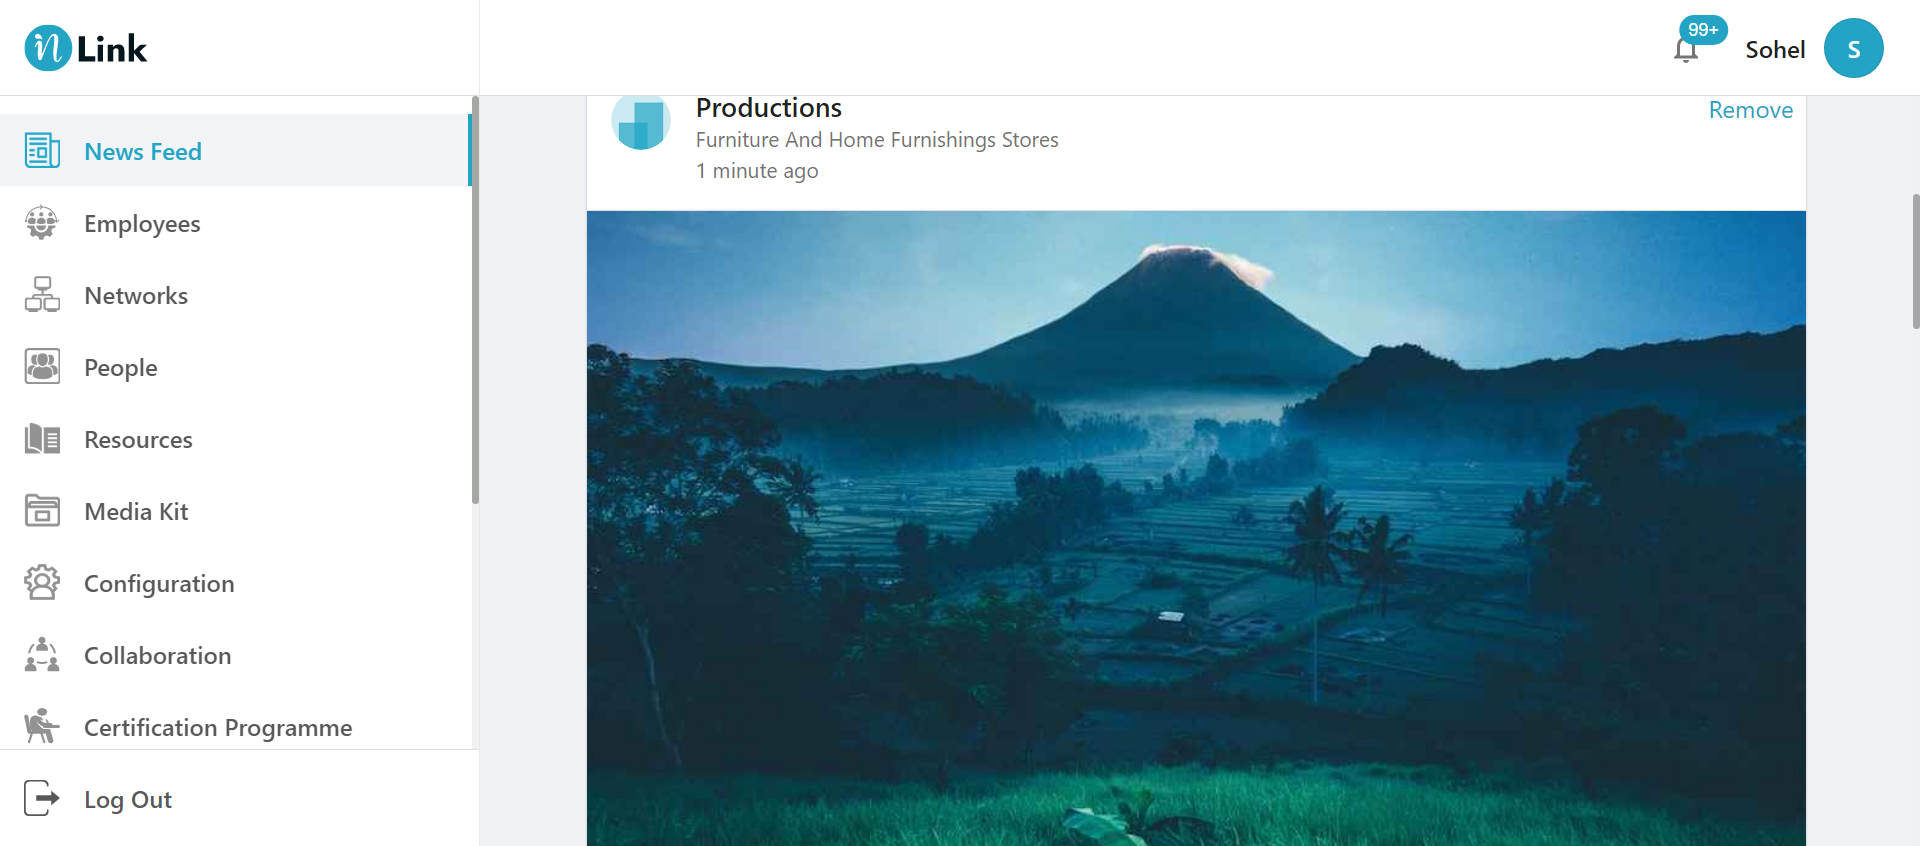 n Link
99+
Sohel
S
News Feed
Employees
Networks
People
Resources
Media Kit
Configuration
Collaboration
Certification Programme
Log Out
Productions
Remove
Furniture And Home Furnishings Stores
1 minute ago